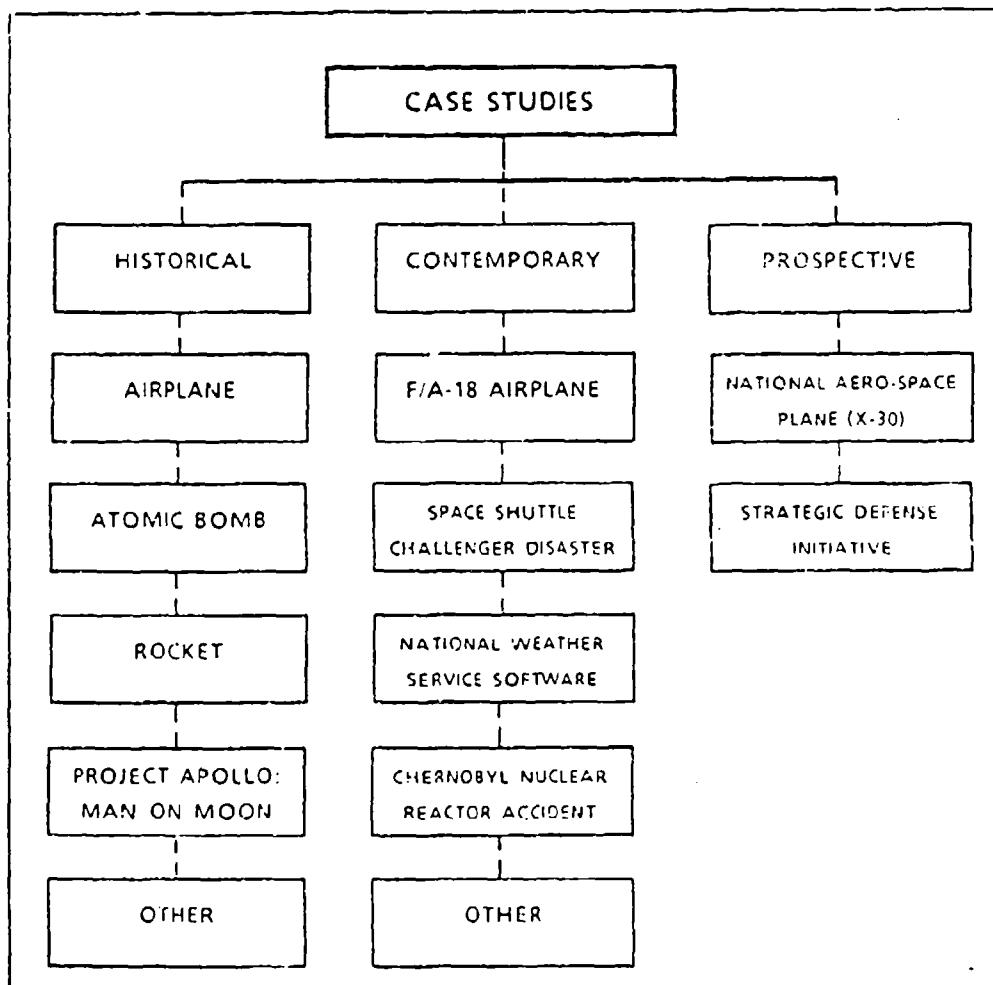 CASE STUDIES
HISTORICAL
AIRPLANE
ATOMIC BOMB
ROCKET
PROJECT APOLLO:
MAN ON MOON
OTHER
CONTEMPORARY
F/A-18 AIRPLANE
SPACE SHUTTLE
CHALLENGER DISASTER
NATIONAL WEATHER
SERVICE SOFTWARE
CHERNOBYL NUCLEAR
REACTOR ACCIDENT
OTHER
PROSPECTIVE
NATIONAL AERO-SPACE
PLANE (X-30)
STRATEGIC DEFENSE
INITIATIVE